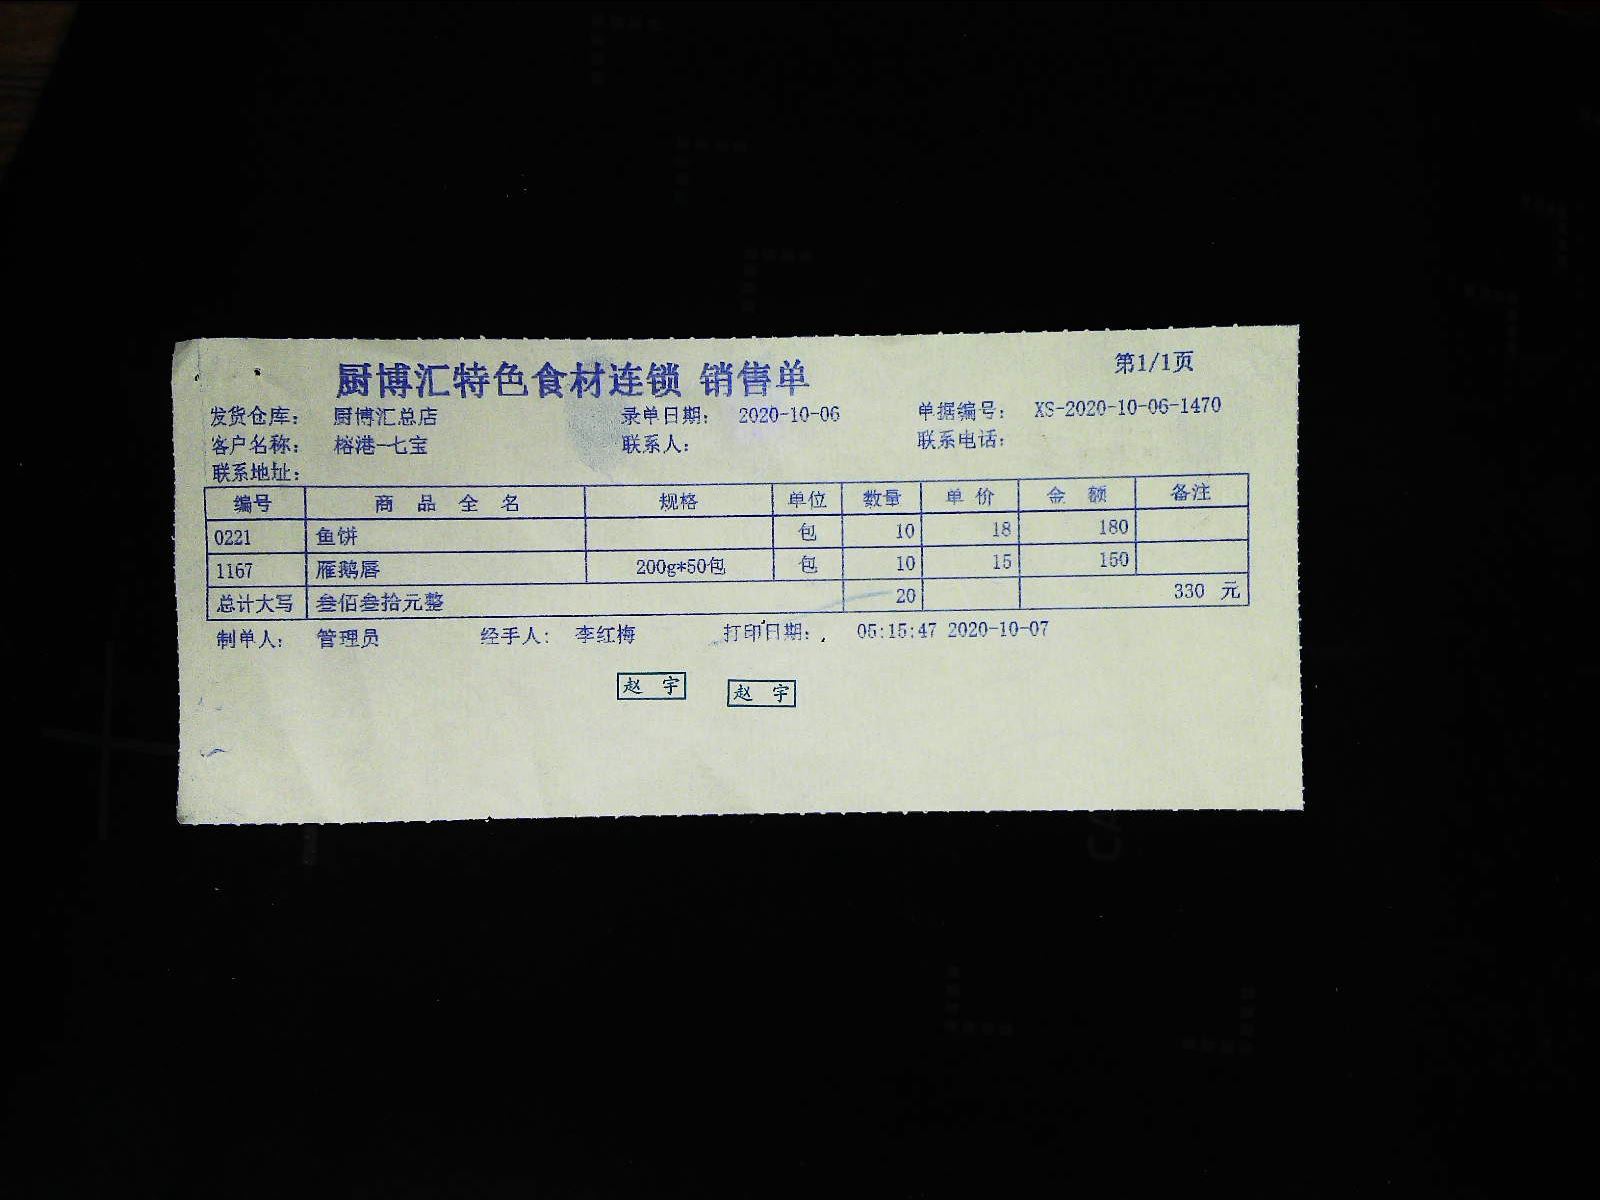 厨博汇特色食材连锁 销售单 第1/1页
发货仓库： 厨博汇总店 录单日期： 2020-10-06 单据编号： XS-2020-10-06-1470
客户名称： 榕港一七宝 联系人： 联系电话：
联系地址：
编号 商品全名 规格 单位 数量 单价 金额 备注
0221 鱼饼 包 10 18 180
1167 雁鹅唇 200g*50包 包 10 15 150
总计大写 叁佰叁拾元整 20 330 元
制单人： 管理员 经手人： 李红梅 打印日期： 05:15:47 2020-10-07
赵宇 赵宇